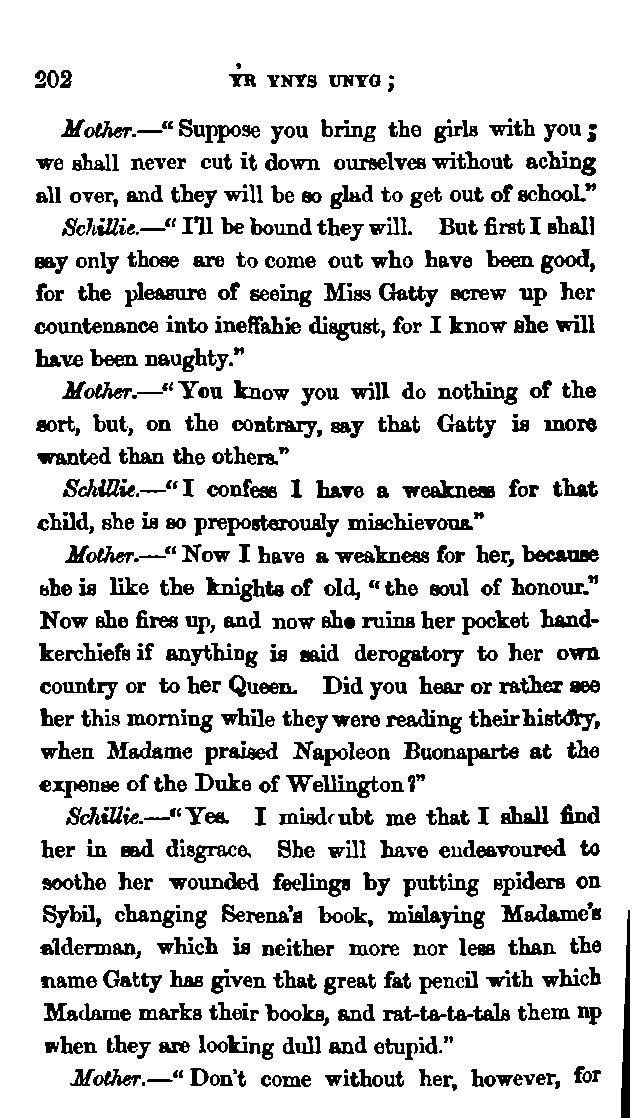 202 YR YNYS UNYG;
Mother.—“Suppose you bring the girls with you;
we shall never cut it down ourselves without aching
all over, and they will be so glad to get out of school.”
Schillie.—“I'll be bound they will. But first I shall
say only those are to come out who have been good,
for the pleasure of seeing Miss Gatty screw up her
countenance into ineffahie disgust, for I know she will
have been naughty.”
Mother.—“You know you will do nothing of the
sort, but, on the contrary, say that Gatty is more
wanted than the others.”
Schillie.—“I confess I have a weakness for that
child, she is so preposterously mischievous.”
Mother.—“Now I have a weakness for her, because
she is like the knights of old, “the soul of honour.”
Now she fires up, and now she ruins her pocket hand-
kerchiefs if anything is said derogatory to her own
country or to her Queen. Did you hear or rather see
her this morning while they were reading their history,
when Madame praised Napoleon Buonaparte at the
expense of the Duke of Wellington?”
Schillie.—“Yes. I misdoubt me that I shall find
her in sad disgrace. She will have endeavoured to
soothe her wounded feelings by putting spiders on
Sybil, changing Serena's book, mislaying Madame's
alderman, which is neither more nor less than the
name Gatty has given that great fat pencil with which
Madame marks their books, and rat-ta-ta-tals them up
when they are looking dull and stupid.”
Mother.—“Don't come without her, however, for